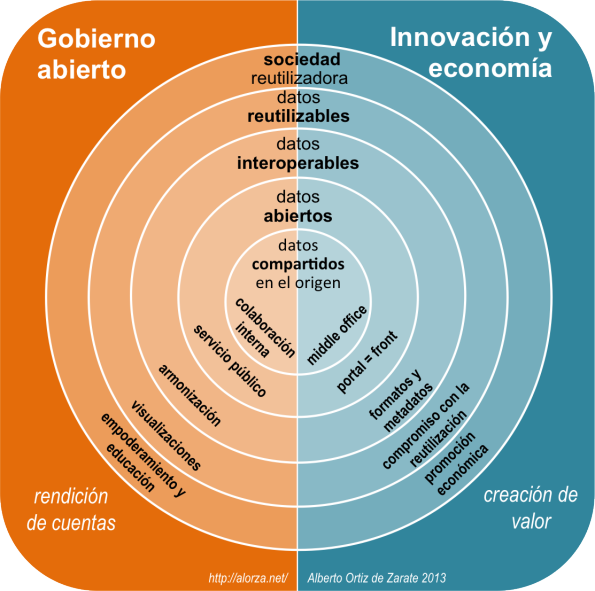 Gobierno
abierto
Innovación y
economía
sociedad
reutilizadora
datos
reutilizables
datos
interoperables
datos
abiertos
datos
compartidos
en el origen
colaboración
interna
middle office
servicio público
portal = front
armonización
formatos y
metadatos
visualizaciones
compromiso con la
reutilización
empoderamiento y
educación
promoción
económica
rendición
de cuentas
creación de
valor
http://alorza.net/
Alberto Ortiz de Zarate 2013